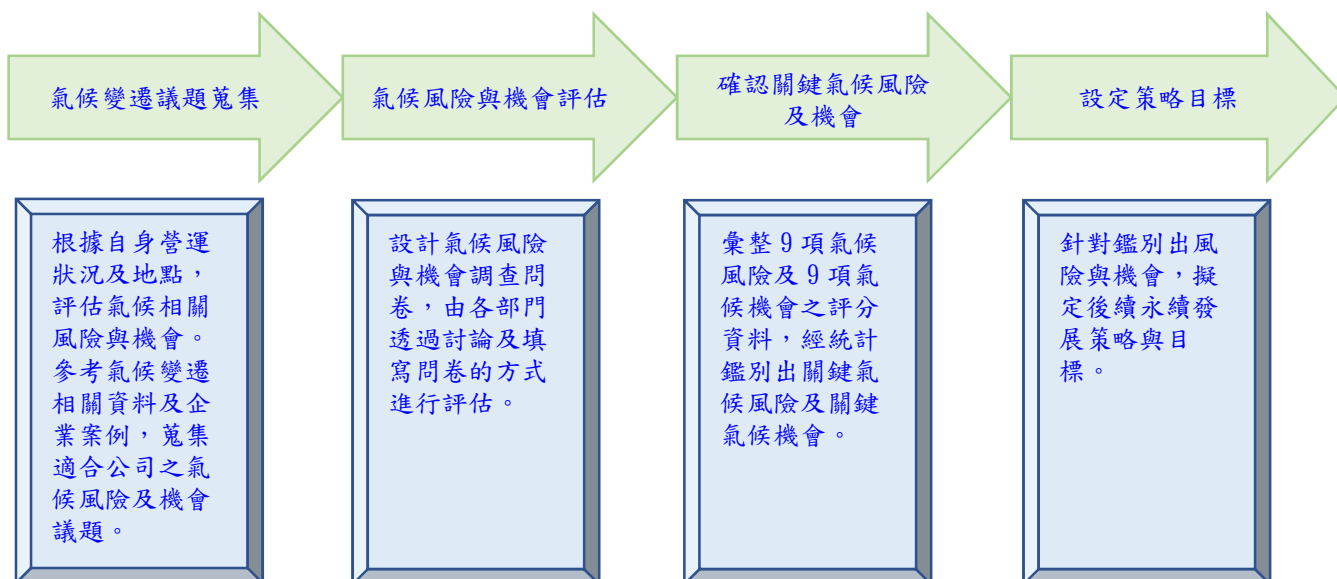 氣候變遷議題蒐集
氣候風險與機會評估
確認關鍵氣候風險
及機會
設定策略目標
根據自身營運
狀況及地點，
評估氣候相關
風險與機會。
參考氣候變遷
相關資料及企
業案例，蒐集
適合公司之氣
候風險及機會
議題。
設計氣候風險
與機會調查問
卷，由各部門
透過討論及填
寫問卷的方式
進行評估。
彙整 9 項氣候
風險及 9 項氣
候機會之評分
資料，經統計
鑑別出關鍵氣
候風險及關鍵
氣候機會。
針對鑑別出風
險與機會，擬
定後續永續發
展策略與目
標。